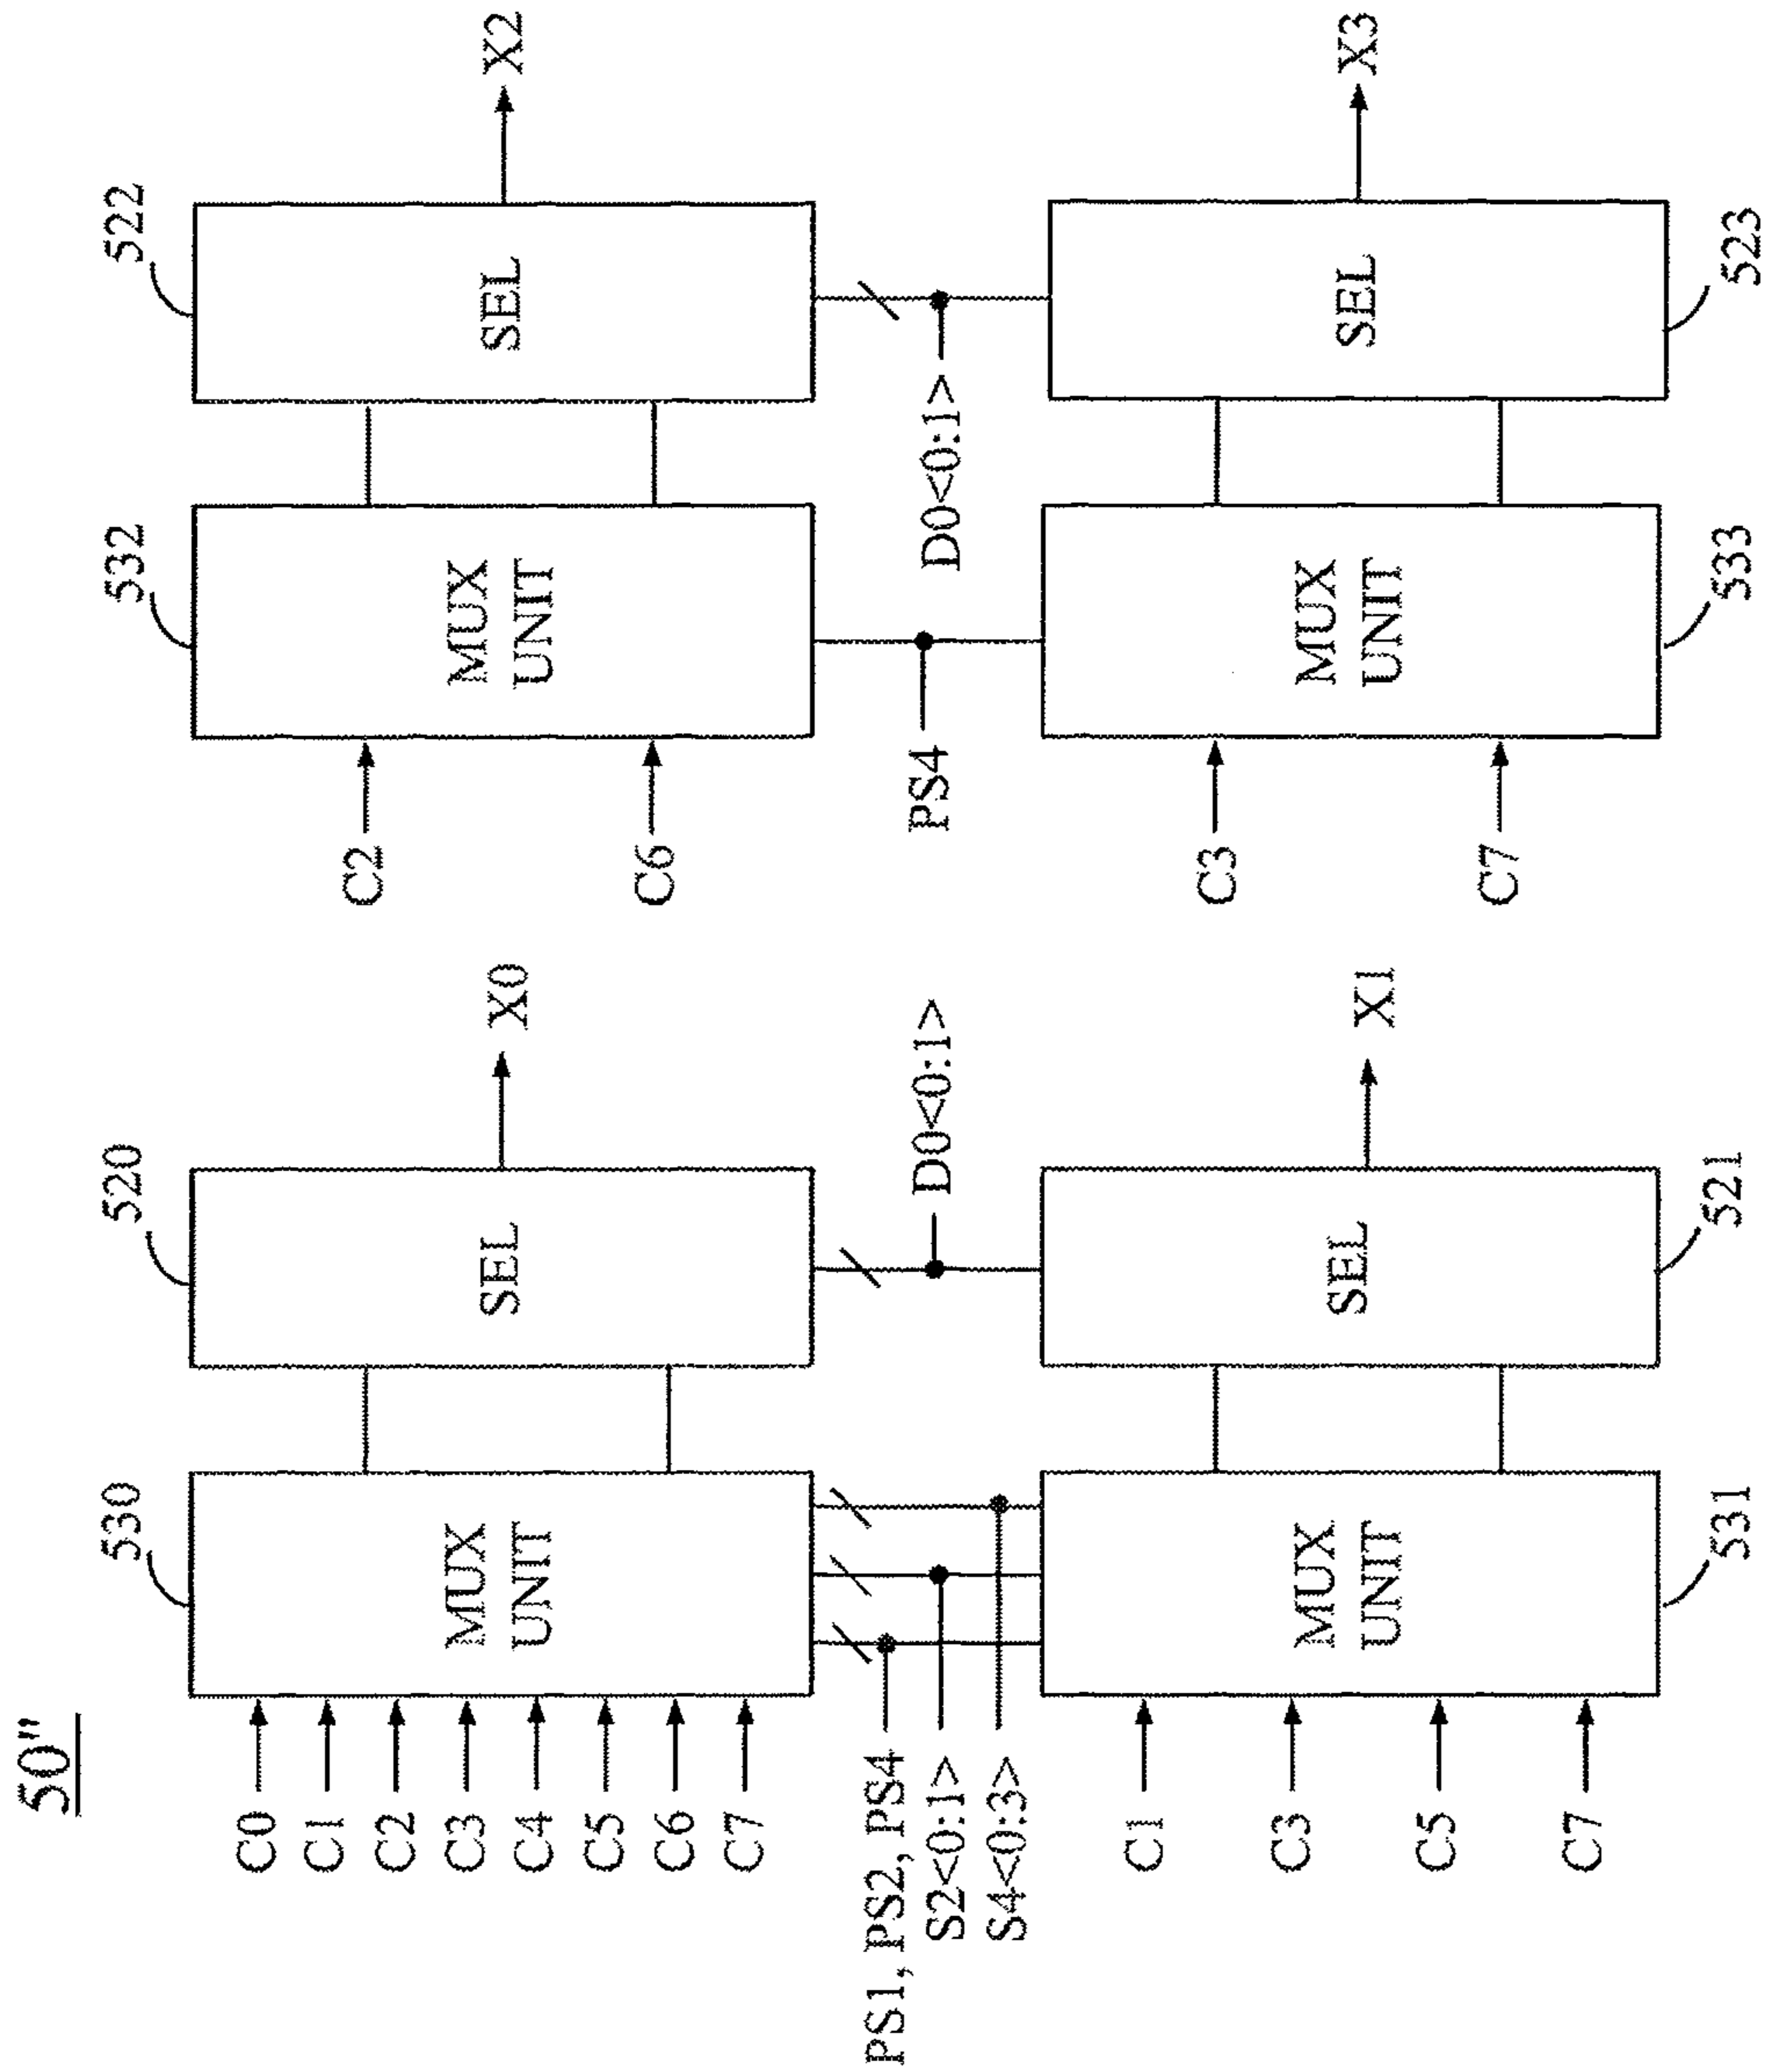 50"
C0
C1
C2
C3
C4
C5
C6
C7
530
MUX
UNIT
520
SEL
X0
PS1, PS2, PS4
S2<0:1>
S4<0:3>
D0<0:1>
C1
C3
C5
C7
MUX
UNIT
531
SEL
521
X1
C2
C6
532
MUX
UNIT
522
SEL
X2
PS4
D0<0:1>
C3
C7
MUX
UNIT
533
SEL
523
X3